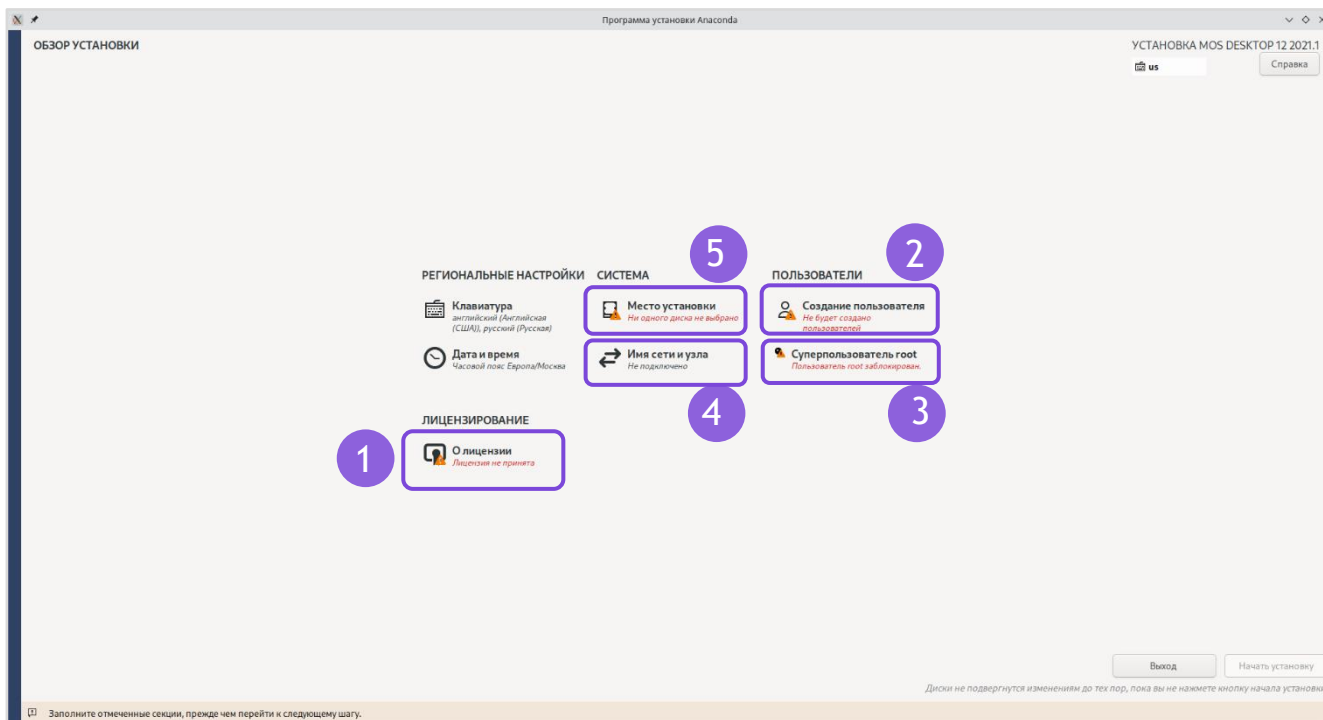 Программа установки Anaconda
ОБЗОР УСТАНОВКИ
УСТАНОВКА MOS DESKTOP 12 2021.1
us
Справка
5
2
РЕГИОНАЛЬНЫЕ НАСТРОЙКИ
СИСТЕМА
ПОЛЬЗОВАТЕЛИ
Клавиатура
английский (Английская
(США)), русский (Русская)
Место установки
Ни одного диска не выбрано
Создание пользователя
Не будет создано
пользователей
Дата и время
Часовой пояс Европа/Москва
Имя сети и узла
Не подключено
Суперпользователь root
Пользователь root заблокирован.
4
3
ЛИЦЕНЗИРОВАНИЕ
1
О лицензии
Лицензия не принята
Выход
Начать установку
Диски не подвергнутся изменениям до тех пор, пока вы не нажмете кнопку начала установки
Заполните отмеченные секции, прежде чем перейти к следующему шагу.